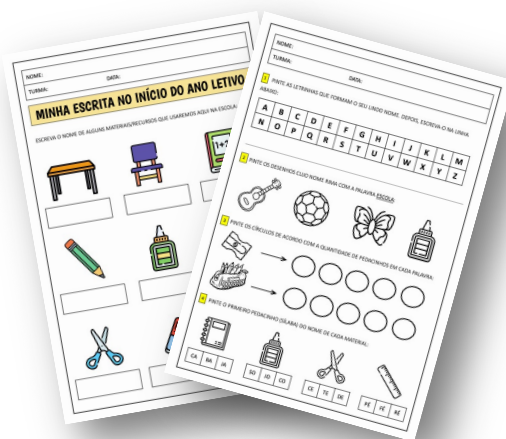 NOME:
TURMA:
DATA:
MINHA ESCRITA NO INÍCIO DO ANO LETIVO
ESCREVA O NOME DE ALGUNS MATERIAIS/RECURSOS QUE USAREMOS AQUI NA ESCOLA:
NOME:
TURMA:
DATA:
1 PINTE AS LETRINHAS QUE FORMAM O SEU LINDO NOME. DEPOIS, ESCREVA-O NA LINHA
ABAIXO:
A B C D E F G H I J K L M
N O P Q R S T U V W X Y Z
2 PINTE OS DESENHOS CUJO NOME RIMA COM A PALAVRA ESCOLA:
3 PINTE OS CÍRCULOS DE ACORDO COM A QUANTIDADE DE PEDACINHOS EM CADA PALAVRA:
4 PINTE O PRIMEIRO PEDACINHO (SÍLABA) DO NOME DE CADA MATERIAL:
CA BA JA
SO JO CO
CE TE DE
PÉ FÉ RÉ